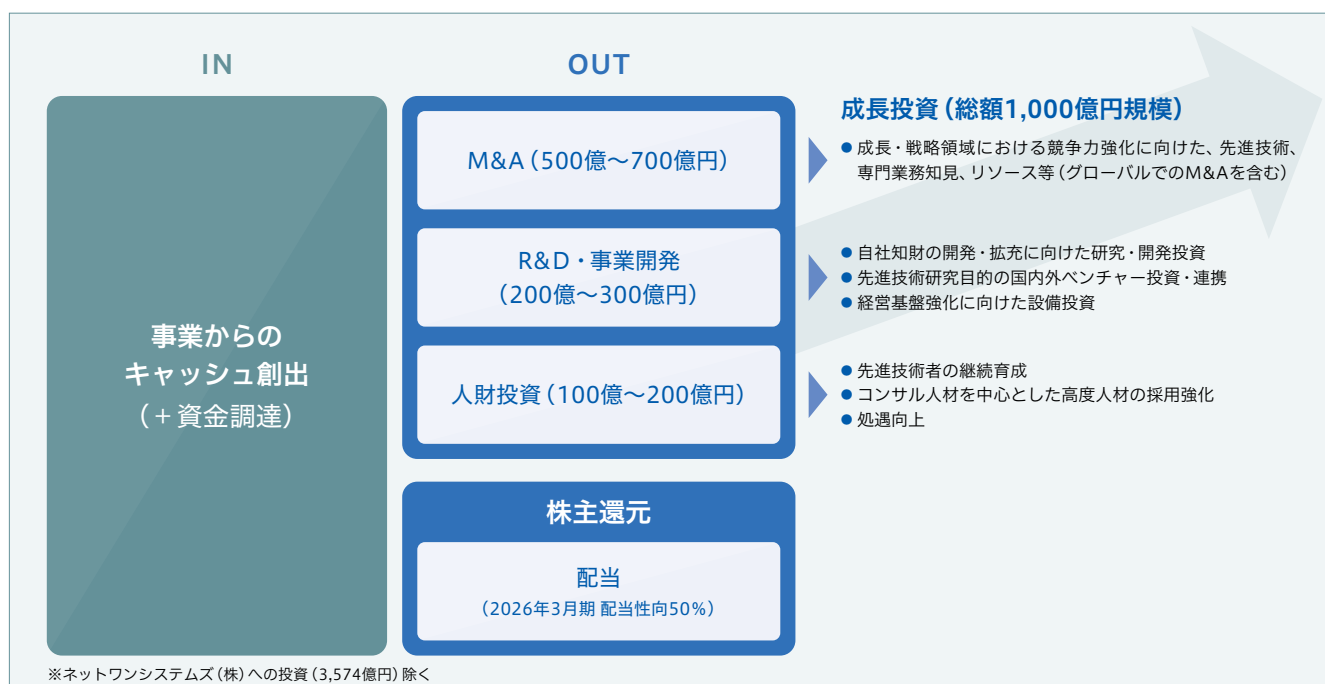 IN
OUT
事業からの
キャッシュ創出
(＋資金調達)
M&A(500億～700億円)
R&D・事業開発
(200億～300億円)
人財投資(100億～200億円)
株主還元
配当
(2026年3月期 配当性向50%)
成長投資(総額1,000億円規模)
● 成長・戦略領域における競争力強化に向けた、先進技術、
専門業務知見、リソース等(グローバルでのM&Aを含む)
● 自社知財の開発・拡充に向けた研究・開発投資
● 先進技術研究目的の国内外ベンチャー投資・連携
● 経営基盤強化に向けた設備投資
● 先進技術者の継続育成
● コンサル人材を中心とした高度人材の採用強化
● 処遇向上
※ネットワンシステムズ(株)への投資(3,574億円)除く